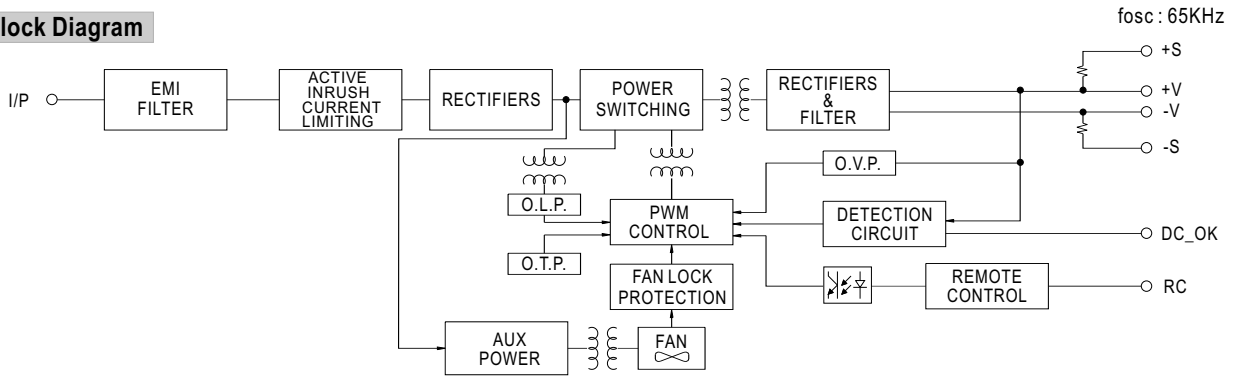 lock Diagram
fosc : 65KHz
I/P
EMI
FILTER
ACTIVE
INRUSH
CURRENT
LIMITING
RECTIFIERS
POWER
SWITCHING
RECTIFIERS
&
FILTER
+S
+V
-V
-S
O.V.P.
O.L.P.
O.T.P.
PWM
CONTROL
DETECTION
CIRCUIT
DC_OK
FAN LOCK
PROTECTION
REMOTE
CONTROL
RC
AUX
POWER
FAN